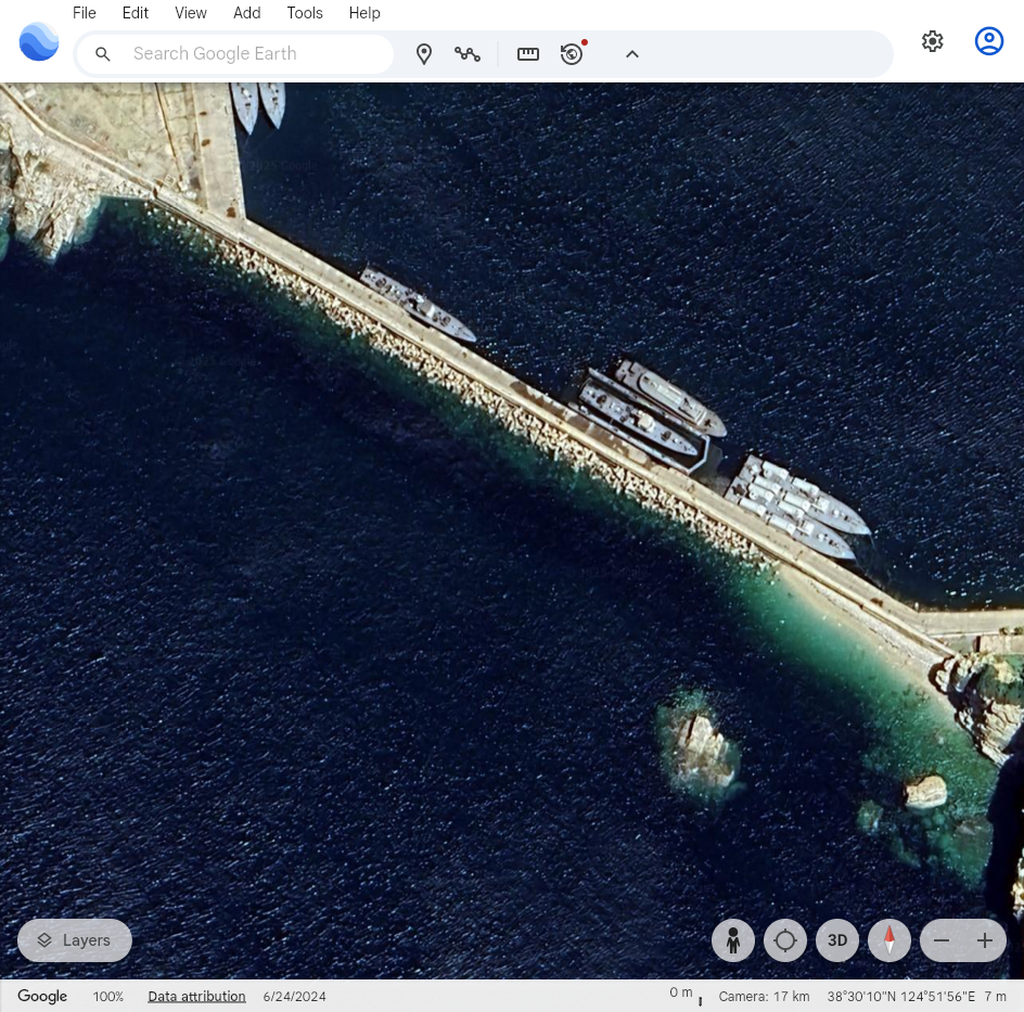 File Edit View Add Tools Help
Search Google Earth
Layers
3D
Google 100% Data attribution 6/24/2024 0 m Camera: 17 km 38°30'10"N 124°51'56"E 7 m